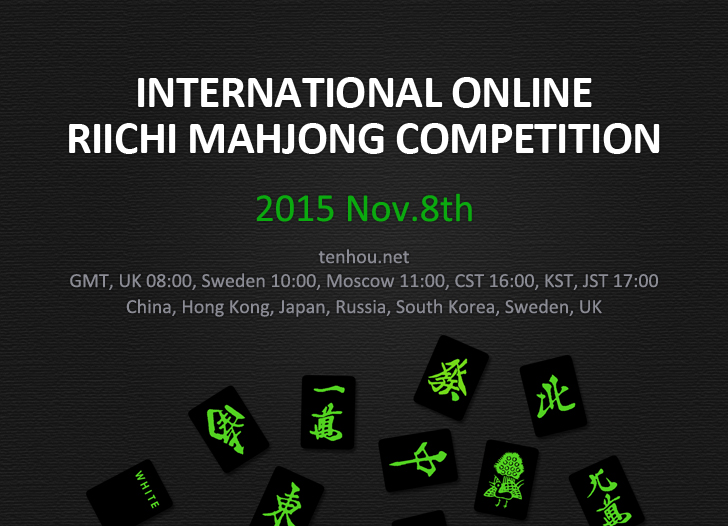 INTERNATIONAL ONLINE
RIICHI MAHJONG COMPETITION
2015 Nov.8th
tenhou.net
GMT, UK 08:00, Sweden 10:00, Moscow 11:00, CST 16:00, KST, JST 17:00
China, Hong Kong, Japan, Russia, South Korea, Sweden, UK
發
北
一萬
中
WHITE
東
九萬